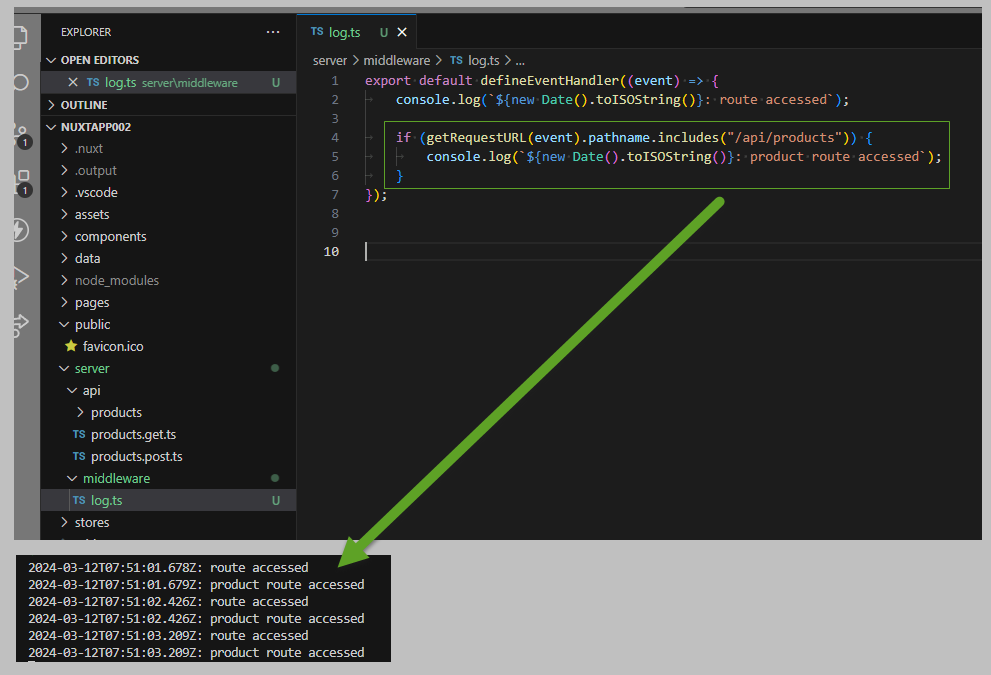 EXPLORER
OPEN EDITORS
TS log.ts server\middleware U
OUTLINE
NUXTAPP002
.nuxt
.output
.vscode
assets
components
data
node_modules
pages
public
favicon.ico
server
api
products
TS products.get.ts
TS products.post.ts
middleware
TS log.ts U
stores
1
1
TS log.ts U
server > middleware > TS log.ts > ...
1 export default defineEventHandler((event) => {
2 console.log(`${new Date().toISOString()}: route accessed`);
3
4 if (getRequestURL(event).pathname.includes("/api/products")) {
5 console.log(`${new Date().toISOString()}: product route accessed`);
6 }
7 });
8
9
10
2024-03-12T07:51:01.678Z: route accessed
2024-03-12T07:51:01.679Z: product route accessed
2024-03-12T07:51:02.426Z: route accessed
2024-03-12T07:51:02.426Z: product route accessed
2024-03-12T07:51:03.209Z: route accessed
2024-03-12T07:51:03.209Z: product route accessed